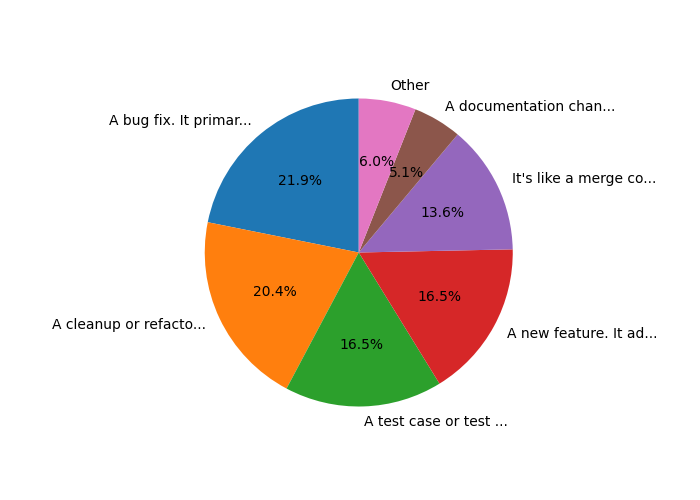 Other
A documentation chan...
A bug fix. It primar...
6.0%
5.1%
21.9%
It's like a merge co...
13.6%
20.4%
16.5%
A cleanup or refacto...
A new feature. It ad...
16.5%
A test case or test ...